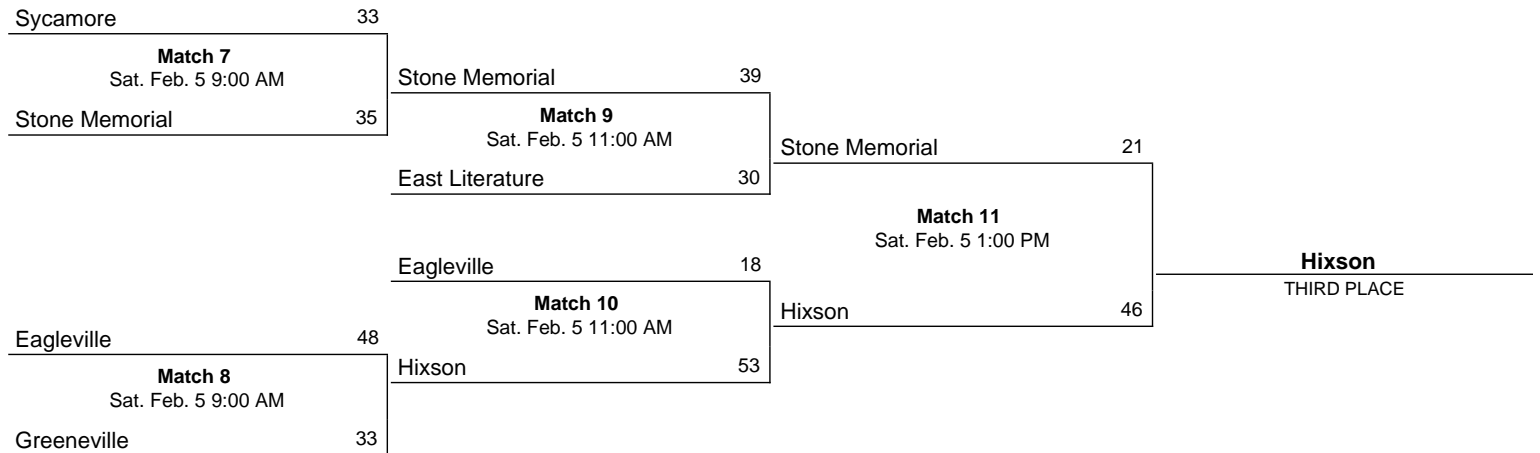 Sycamore 33
Match 7
Sat. Feb. 5 9:00 AM
Stone Memorial 35
Stone Memorial 39
Match 9
Sat. Feb. 5 11:00 AM
East Literature 30
Stone Memorial 21
Match 11
Sat. Feb. 5 1:00 PM
Hixson 46
Hixson
THIRD PLACE
Eagleville 18
Match 10
Sat. Feb. 5 11:00 AM
Hixson 53
Eagleville 48
Match 8
Sat. Feb. 5 9:00 AM
Greeneville 33